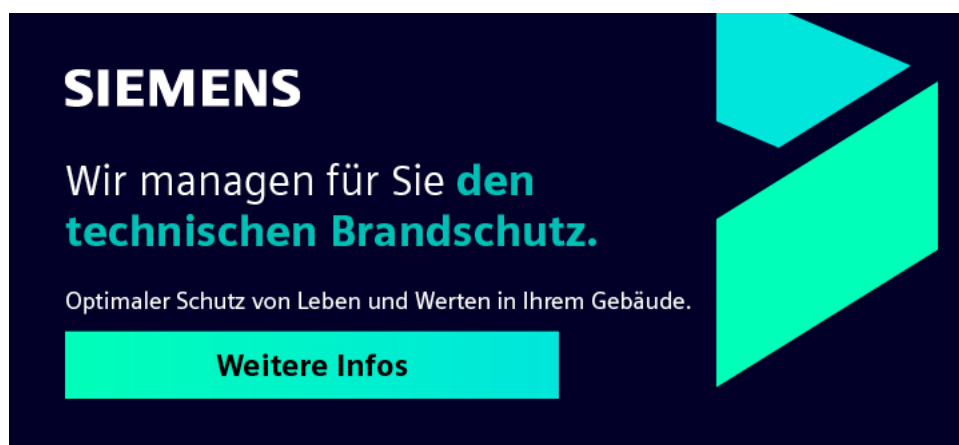 SIEMENS
Wir managen für Sie den
technischen Brandschutz.
Optimaler Schutz von Leben und Werten in Ihrem Gebäude.
Weitere Infos